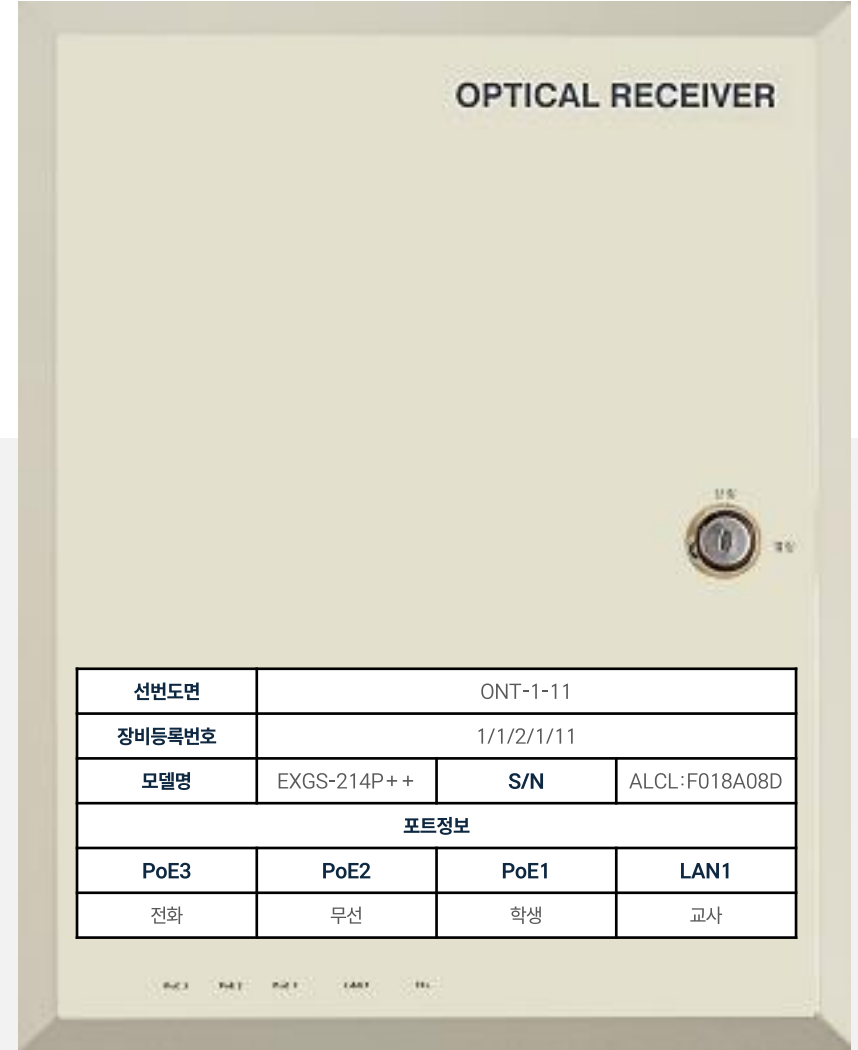 OPTICAL RECEIVER
선번도면 ONT-1-11
장비등록번호 1/1/2/1/11
모델명 EXGS-214P++ S/N ALCL:F018A08D
포트정보
PoE3 PoE2 PoE1 LAN1
전화 무선 학생 교사